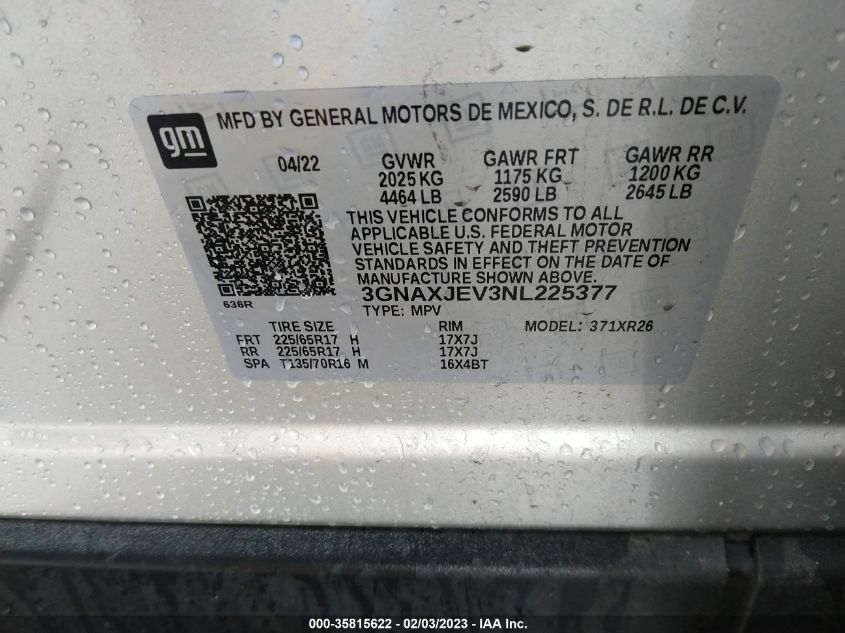 gm MFD BY GENERAL MOTORS DE MEXICO, S. DE R.L. DE C.V.
04/22 GVWR GAWR FRT GAWR RR
2025 KG 1175 KG 1200 KG
4464 LB 2590 LB 2645 LB
THIS VEHICLE CONFORMS TO ALL
APPLICABLE U.S. FEDERAL MOTOR
VEHICLE SAFETY AND THEFT PREVENTION
STANDARDS IN EFFECT ON THE DATE OF
MANUFACTURE SHOWN ABOVE.
3GNAXJEV3NL225377
636R TYPE: MPV
TIRE SIZE RIM MODEL: 371XR26
FRT 225/65R17 H 17X7J
RR 225/65R17 H 17X7J
SPA T135/70R16 M 16X4BT
000-35815622 - 02/03/2023 - IAA Inc.